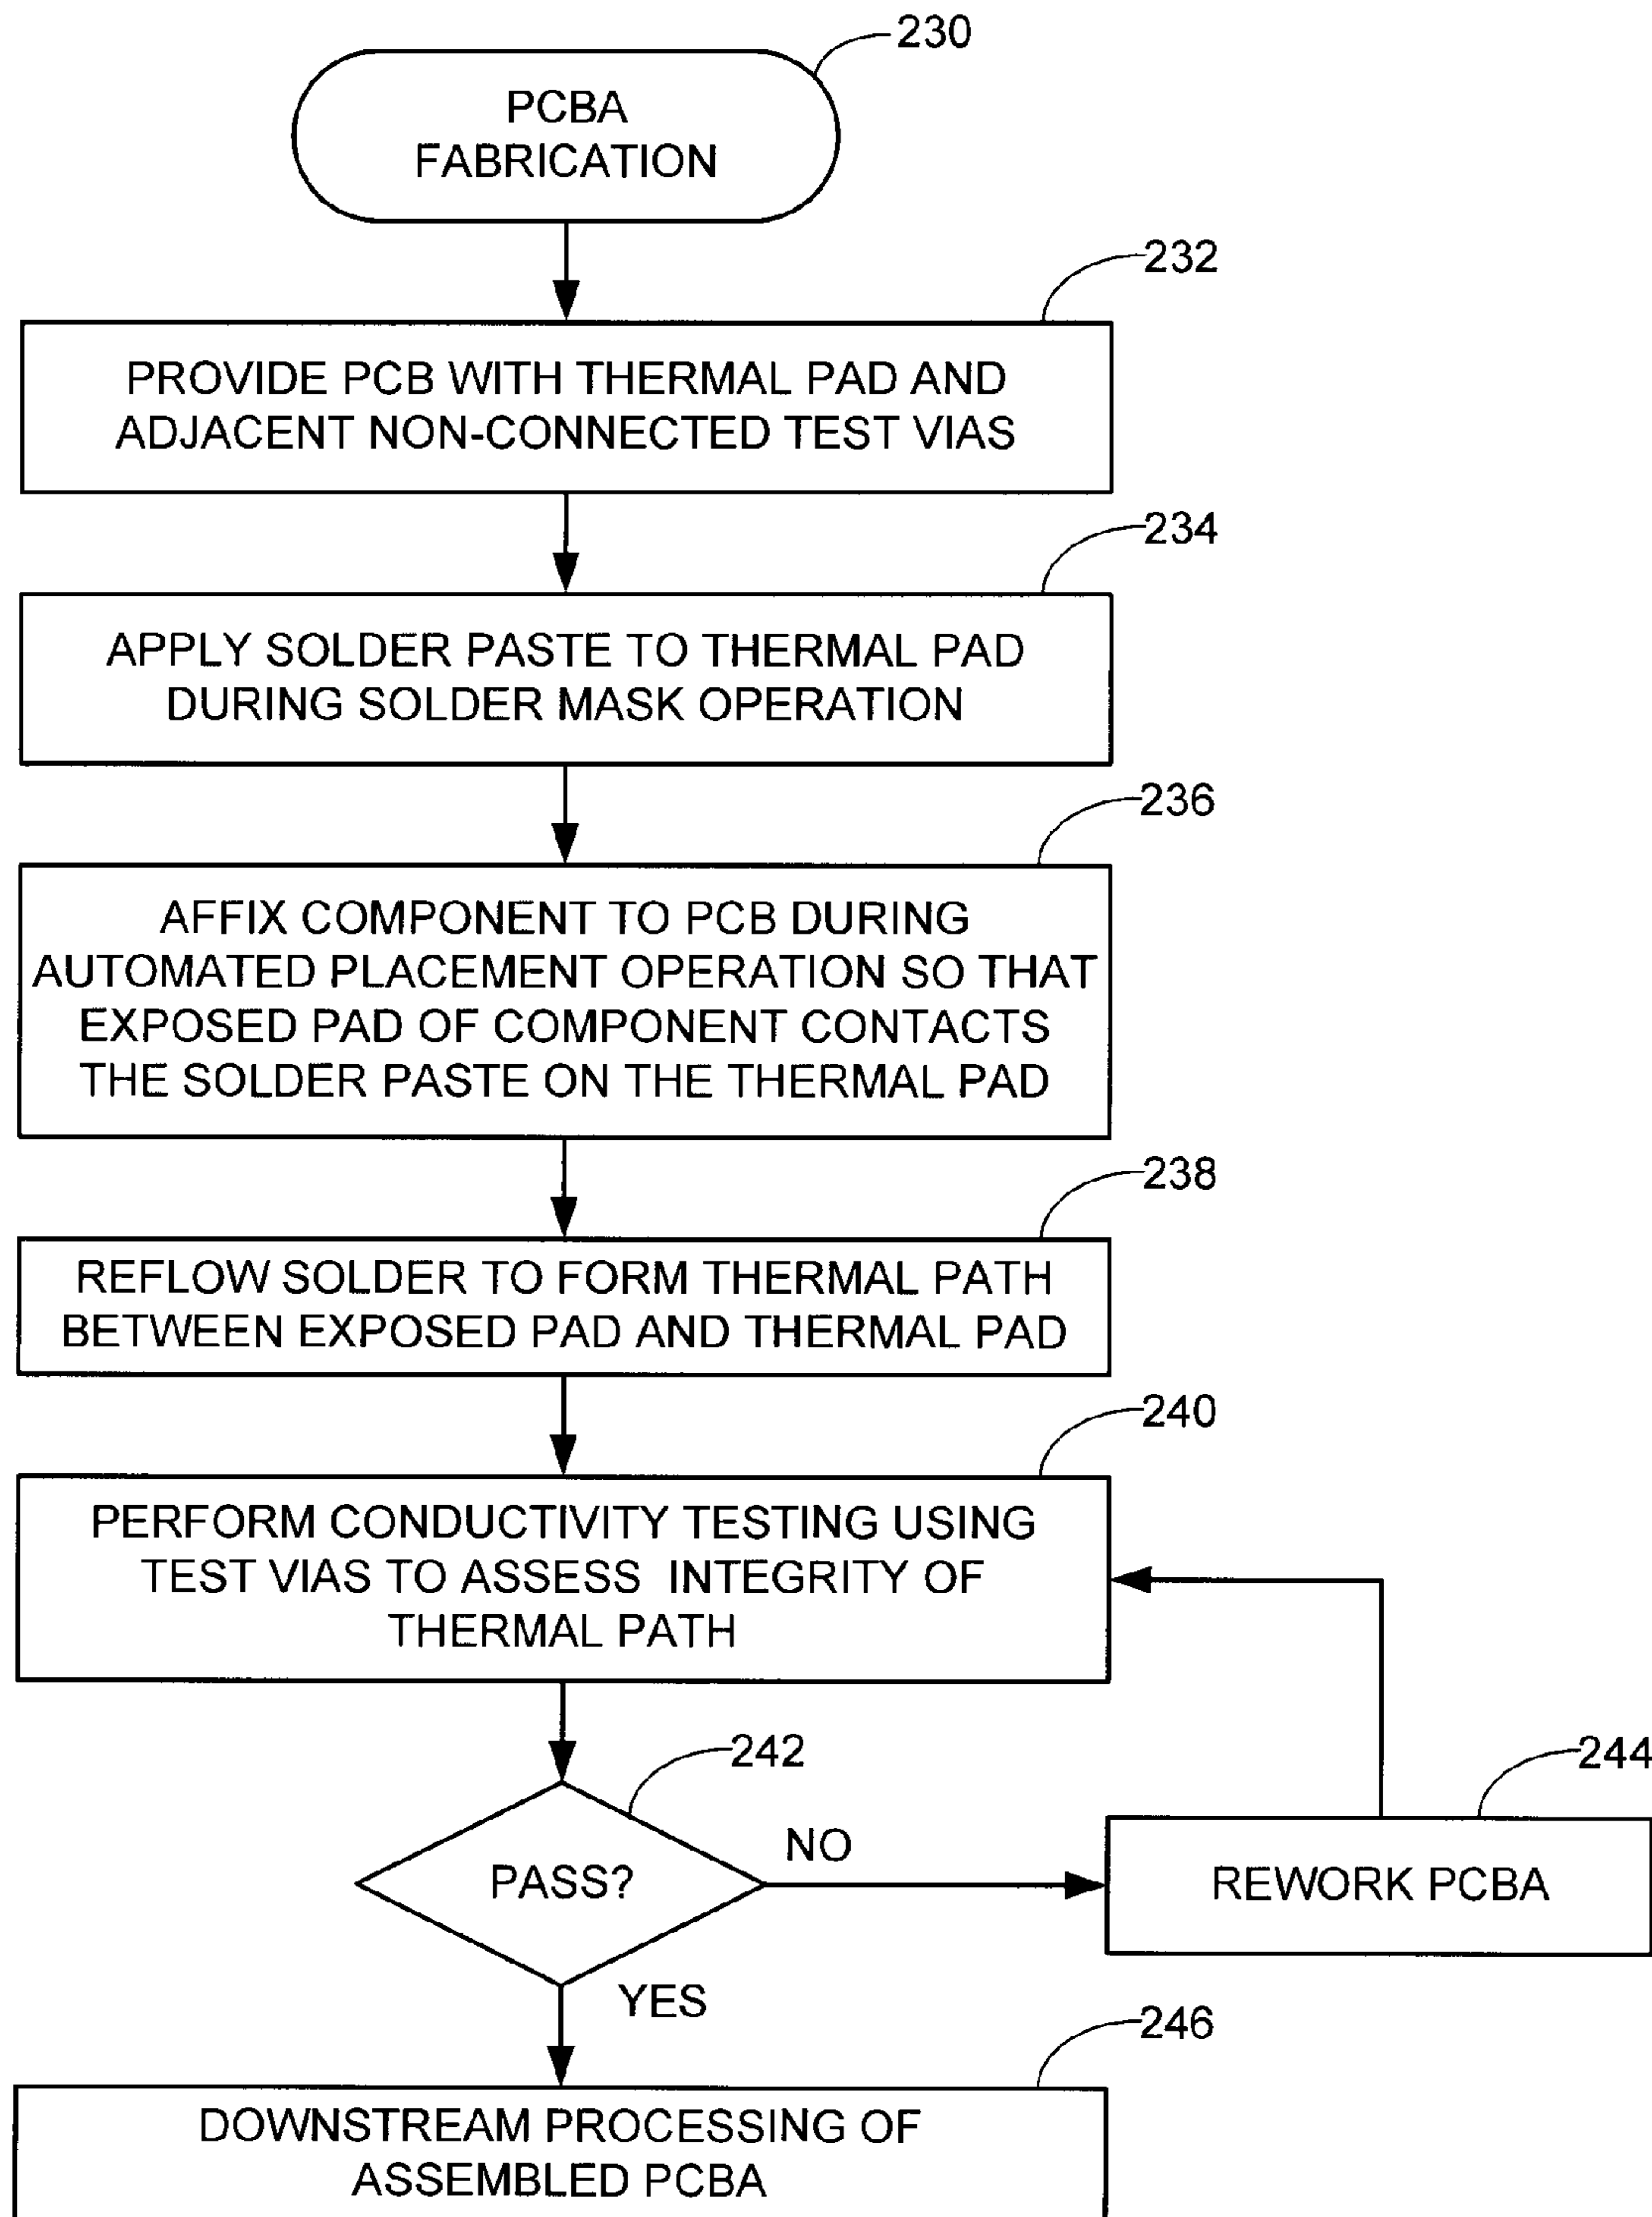 230
PCBA
FABRICATION
232
PROVIDE PCB WITH THERMAL PAD AND
ADJACENT NON-CONNECTED TEST VIAS
234
APPLY SOLDER PASTE TO THERMAL PAD
DURING SOLDER MASK OPERATION
236
AFFIX COMPONENT TO PCB DURING
AUTOMATED PLACEMENT OPERATION SO THAT
EXPOSED PAD OF COMPONENT CONTACTS
THE SOLDER PASTE ON THE THERMAL PAD
238
REFLOW SOLDER TO FORM THERMAL PATH
BETWEEN EXPOSED PAD AND THERMAL PAD
240
PERFORM CONDUCTIVITY TESTING USING
TEST VIAS TO ASSESS INTEGRITY OF
THERMAL PATH
242
244
NO
PASS?
REWORK PCBA
YES
246
DOWNSTREAM PROCESSING OF
ASSEMBLED PCBA